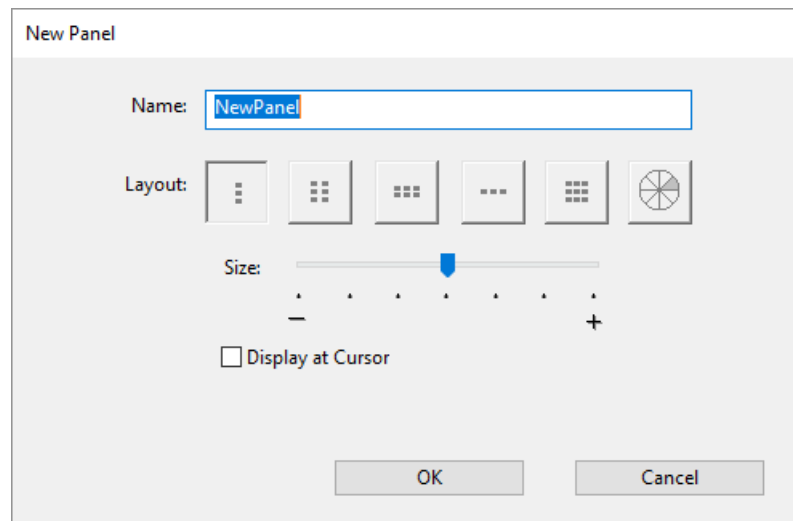 New Panel
Name: NewPanel
Layout:
Size:
− +
Display at Cursor
OK Cancel